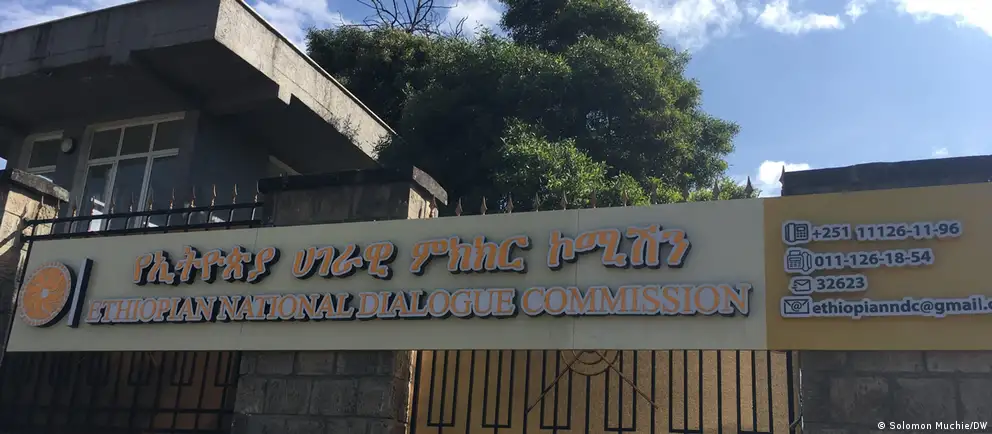 የኢትዮጵያ ሀገራዊ ምክክር ኮሚሽን
ETHIOPIAN NATIONAL DIALOGUE COMMISSION
+251 11126-11-96
011-126-18-54
32623
ethiopianndc@gmail.c
© Solomon Muchie/DW